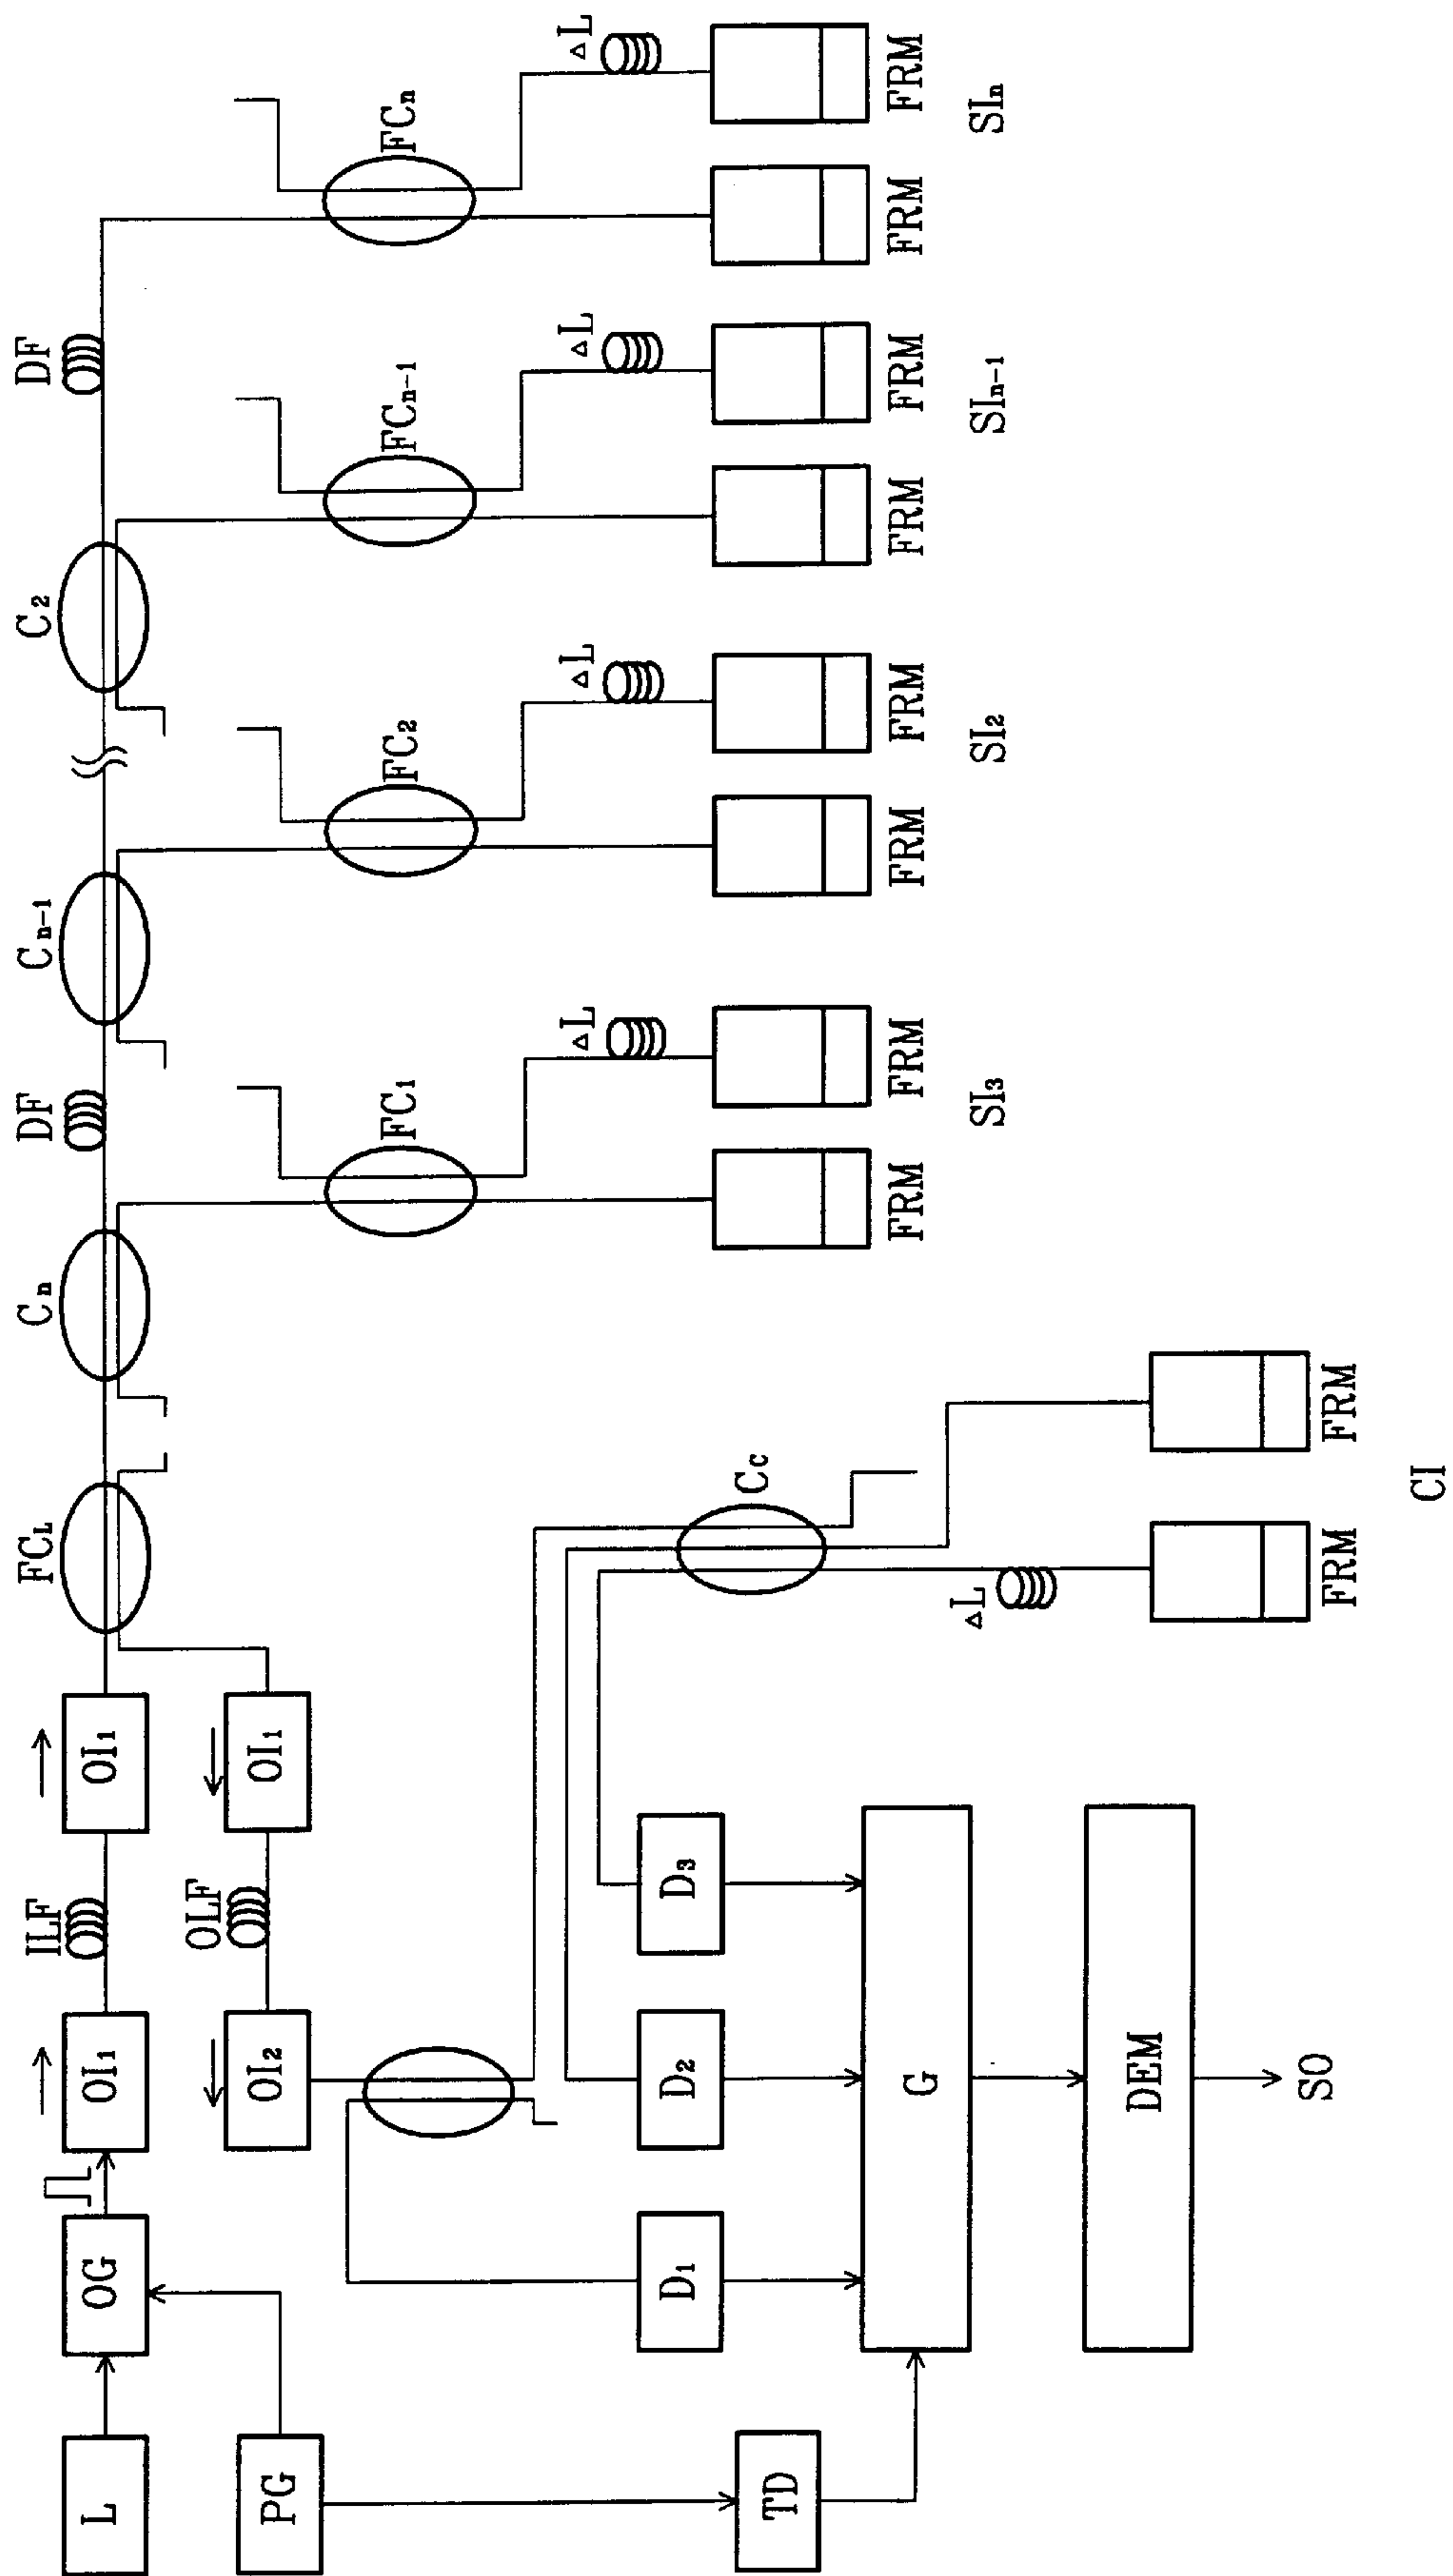 L
OG
OI₁
ILF
OI₁
FCL
Cn
DF
Cn-1
C₂
DF
PG
OI₂
OLF
OI₁
FC₁
FC₂
FCn-1
FCn
ΔL
ΔL
ΔL
ΔL
FRM
FRM
FRM
FRM
FRM
FRM
FRM
FRM
SI₃
SI₂
SIn-1
SIn
Cc
ΔL
FRM
FRM
CI
D₁
D₂
D₃
TD
G
DEM
SO